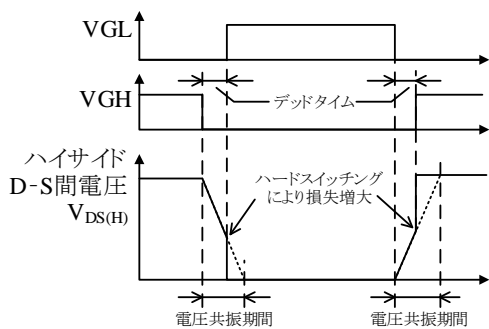 VGL
VGH
デッドタイム
ハイサイド
D-S間電圧
VDS(H)
ハードスイッチング
により損失増大
電圧共振期間
電圧共振期間